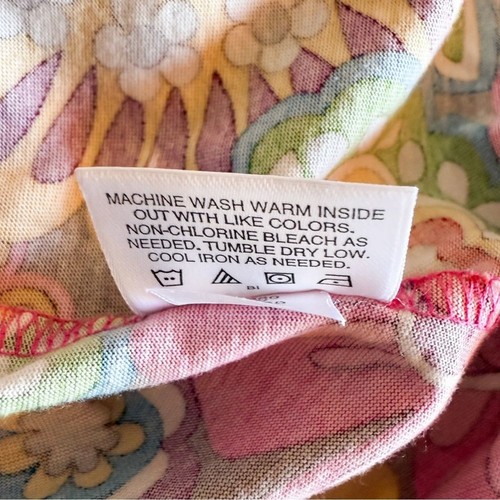 MACHINE WASH WARM INSIDE
OUT WITH LIKE COLORS.
NON-CHLORINE BLEACH AS
NEEDED. TUMBLE DRY LOW.
COOL IRON AS NEEDED.
BI